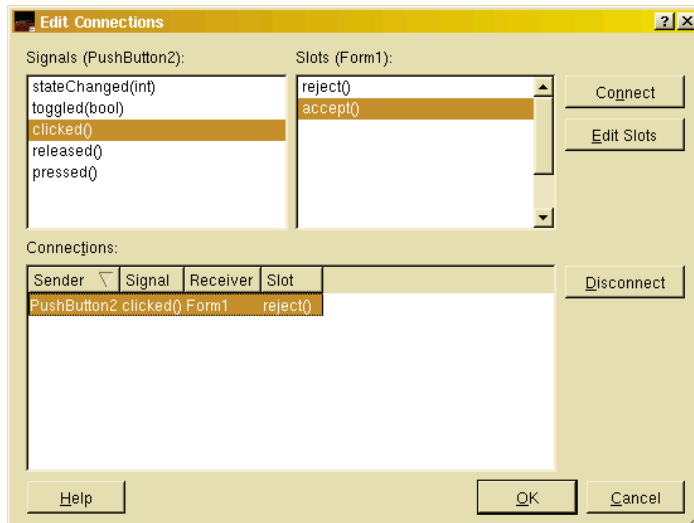 Edit Connections ? X
Signals (PushButton2): Slots (Form1):
stateChanged(int) reject()
toggled(bool) accept()
clicked()
released()
pressed()
Connect
Edit Slots
Connections:
Sender Signal Receiver Slot
PushButton2 clicked() Form1 reject()
Disconnect
Help OK Cancel